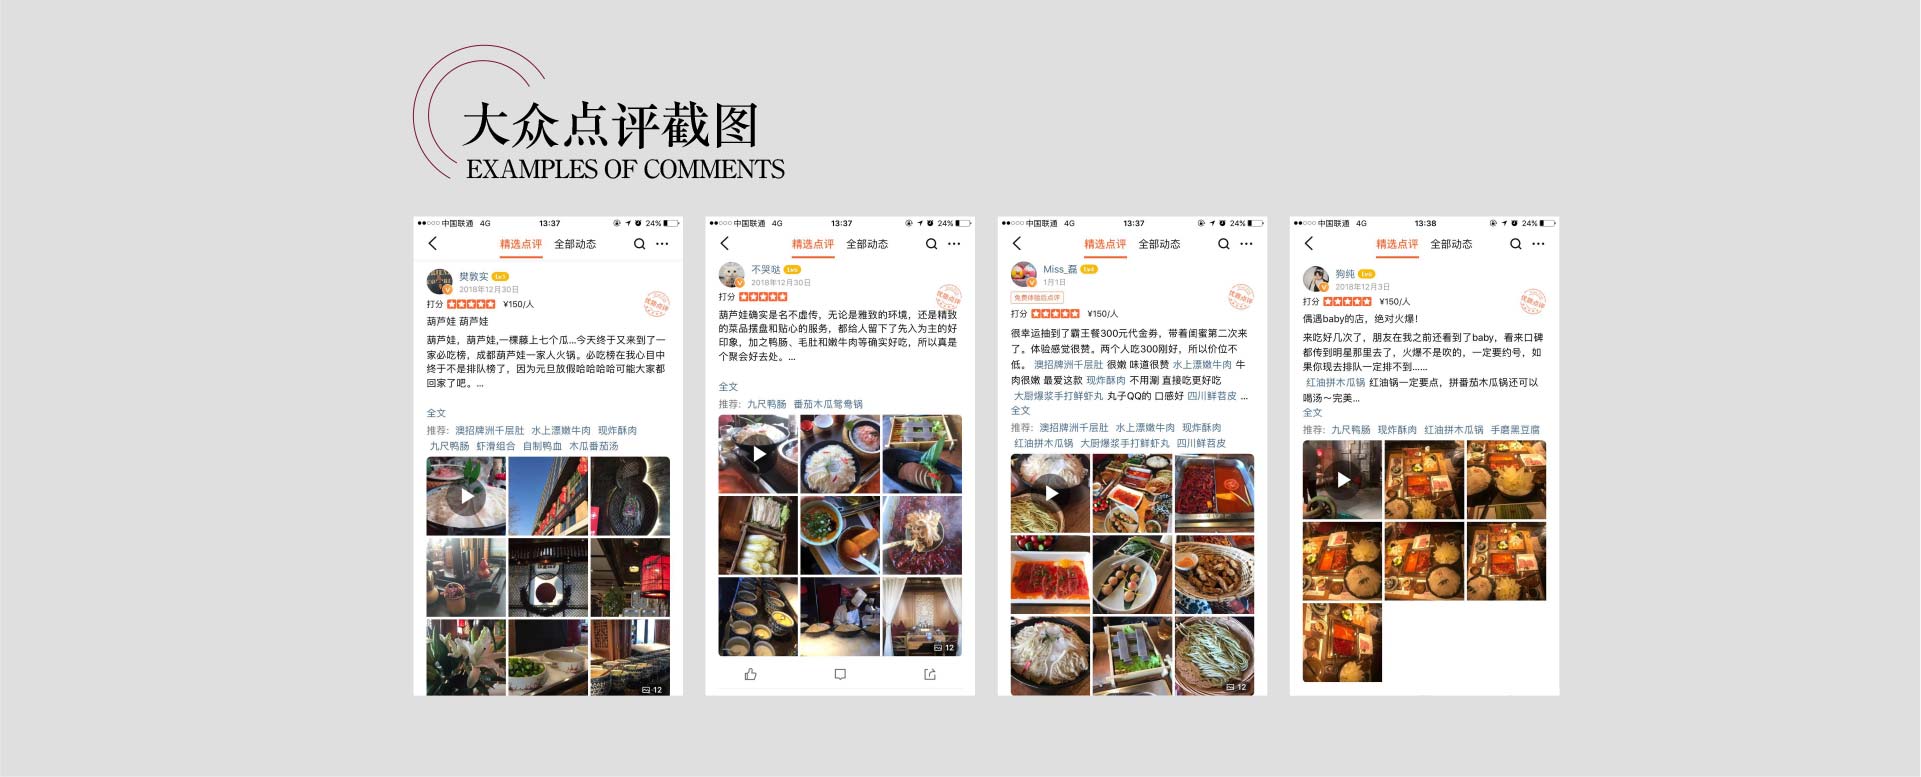 大众点评截图
EXAMPLES OF COMMENTS
中国联通 4G 13:37 24%
精选点评 全部动态
樊敦实 Lv7
2018年12月30日
优质点评
打分 ¥150/人
葫芦娃 葫芦娃
葫芦娃，葫芦娃,一棵藤上七个瓜...今天终于又来到了一
家必吃榜，成都葫芦娃一家人火锅。必吃榜在我心目中
终于不是排队榜了，因为元旦放假哈哈哈哈可能大家都
回家了吧。...
全文
推荐: 澳招牌洲千层肚 水上漂嫩牛肉 现炸酥肉
九尺鸭肠 虾滑组合 自制鸭血 木瓜番茄汤
12
中国联通 4G 13:37 24%
精选点评 全部动态
不哭哒
2018年12月30日
优质点评
打分
葫芦娃确实是名不虚传，无论是雅致的环境，还是精致
的菜品摆盘和贴心的服务，都给人留下了先入为主的好
印象，加之鸭肠、毛肚和嫩牛肉等确实好吃，所以真是
个聚会好去处。...
全文
推荐: 九尺鸭肠 番茄木瓜鸳鸯锅
12
中国联通 4G 13:37 24%
精选点评 全部动态
Miss_磊
1月1日
免费体验后点评
优质点评
打分 ¥150/人
很幸运抽到了霸王餐300元代金券，带着闺蜜第二次来
了。体验感觉很赞。两个人吃300刚好，所以价位不
低。 澳招牌洲千层肚 很嫩 味道很赞 水上漂嫩牛肉 牛
肉很嫩 最爱这款 现炸酥肉 不用涮 直接吃更好吃
大厨爆浆手打鲜虾丸 丸子QQ的 口感好 四川鲜苕皮 ...
全文
推荐: 澳招牌洲千层肚 水上漂嫩牛肉 现炸酥肉
红油拼木瓜锅 大厨爆浆手打鲜虾丸 四川鲜苕皮
12
中国联通 4G 13:38 24%
精选点评 全部动态
狗纯
2018年12月3日
优质点评
打分 ¥150/人
偶遇baby的店，绝对火爆！
来吃好几次了，朋友在我之前还看到了baby，看来口碑
都传到明星那里去了，火爆不是吹的，一定要约号，如
果你现去排队一定排不到......
红油拼木瓜锅 红油锅一定要点，拼番茄木瓜锅还可以
喝汤～完美...
全文
推荐: 九尺鸭肠 现炸酥肉 红油拼木瓜锅 手磨黑豆腐